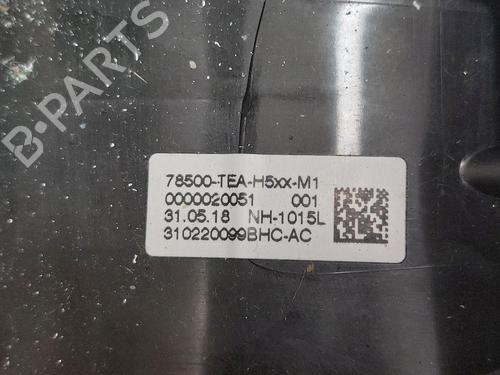 B-PARTS
78500-TEA-H5xx-M1
0000020051 001
31.05.18 NH-1015L
310220099BHC-AC